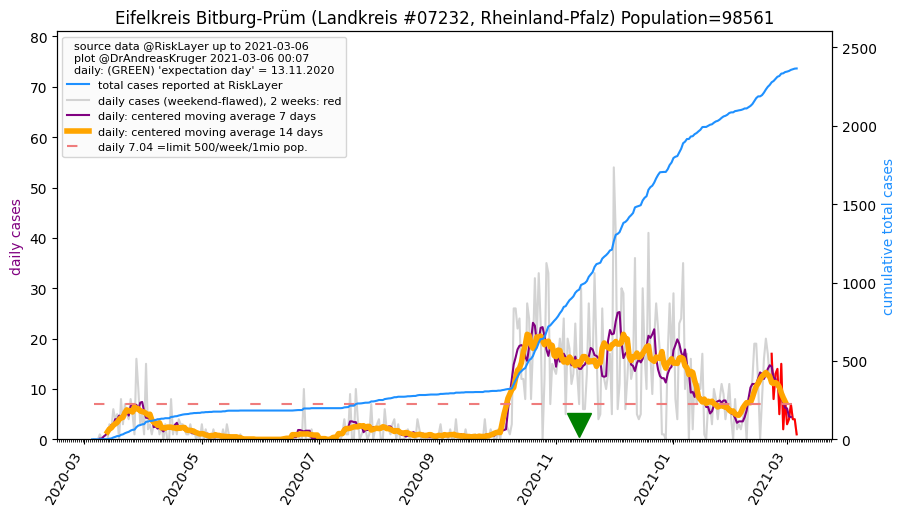 Eifelkreis Bitburg-Prüm (Landkreis #07232, Rheinland-Pfalz) Population=98561
source data @RiskLayer up to 2021-03-06
plot @DrAndreasKruger 2021-03-06 00:07
daily: (GREEN) 'expectation day' = 13.11.2020
total cases reported at RiskLayer
daily cases (weekend-flawed), 2 weeks: red
daily: centered moving average 7 days
daily: centered moving average 14 days
daily 7.04 =limit 500/week/1mio pop.
daily cases
80
70
60
50
40
30
20
10
0
cumulative total cases
2500
2000
1500
1000
500
0
2020-03
2020-05
2020-07
2020-09
2020-11
2021-01
2021-03